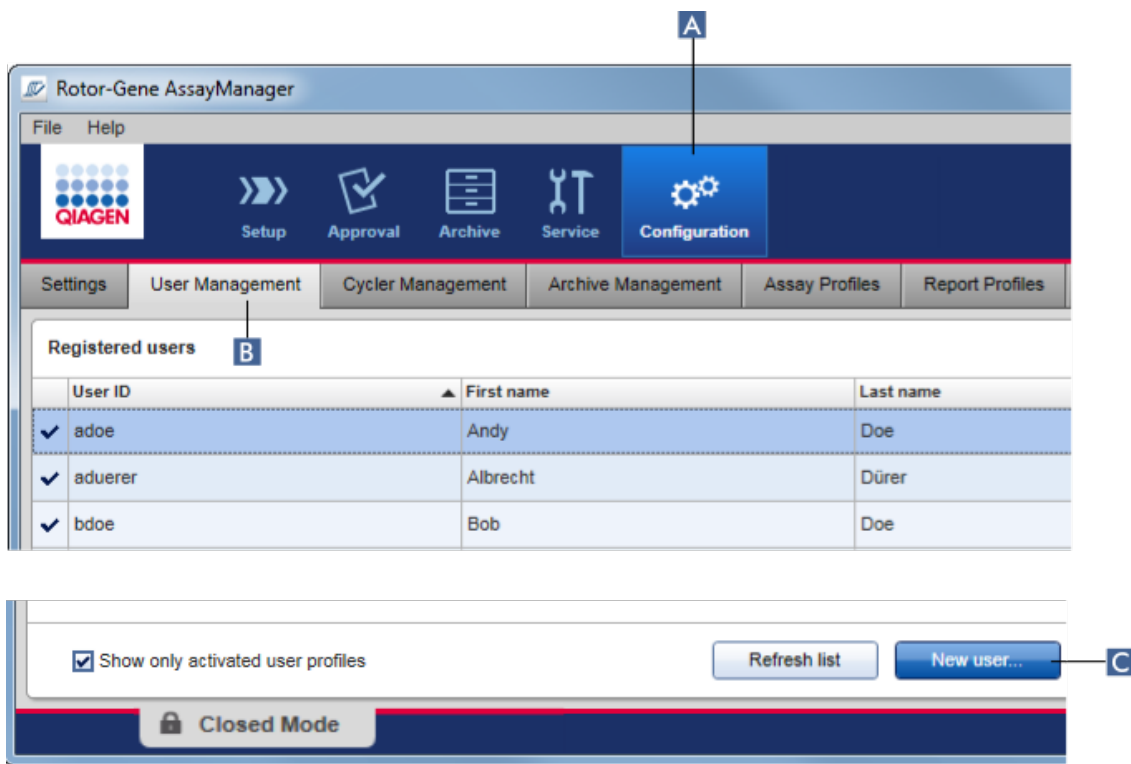 A
Rotor-Gene AssayManager
File Help
QIAGEN
Setup Approval Archive Service Configuration
Settings User Management Cycler Management Archive Management Assay Profiles Report Profiles
Registered users B
User ID First name Last name
adoe Andy Doe
aduerer Albrecht Dürer
bdoe Bob Doe
Show only activated user profiles Refresh list New user... C
Closed Mode